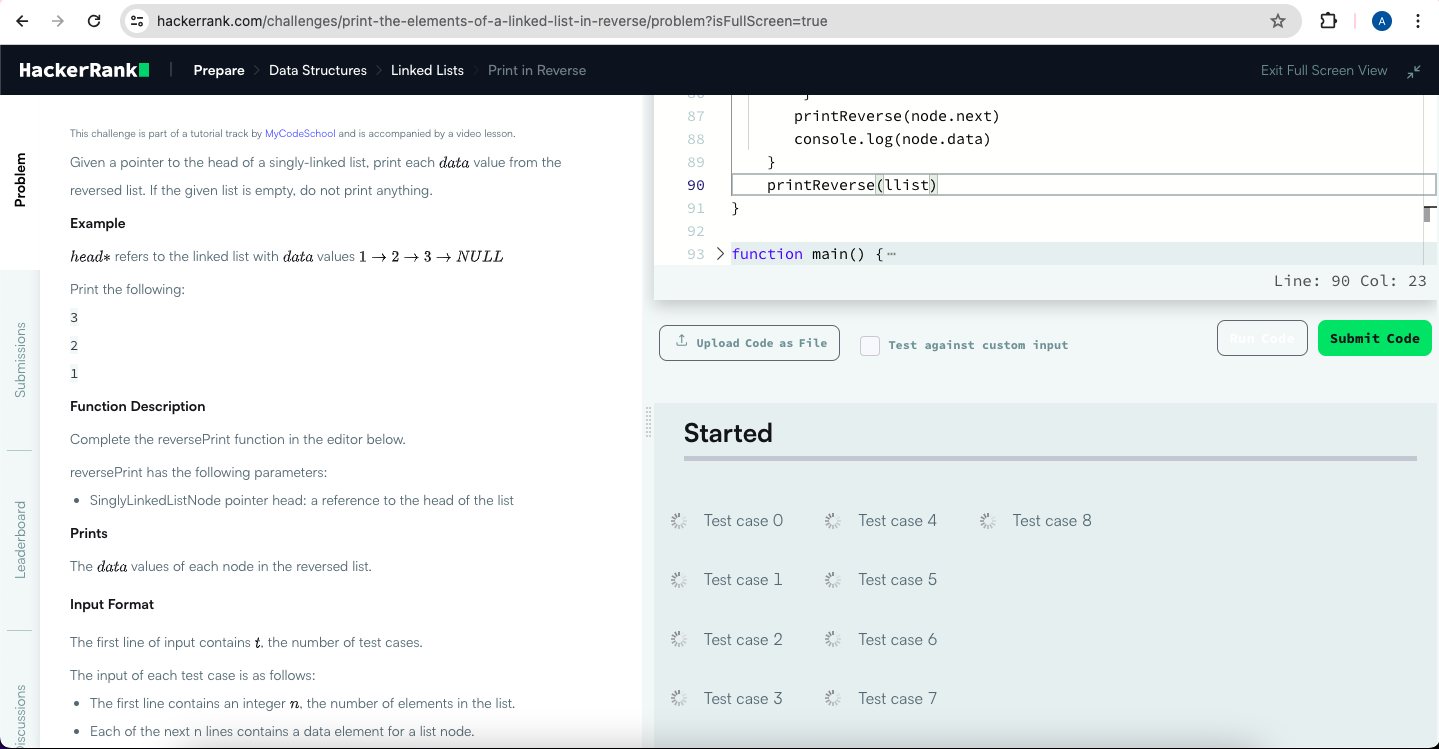 hackerrank.com/challenges/print-the-elements-of-a-linked-list-in-reverse/problem?isFullScreen=true
A
HackerRank
Prepare
Data Structures
Linked Lists
Print in Reverse
Exit Full Screen View
Problem
Submissions
Leaderboard
This challenge is part of a tutorial track by MyCodeSchool and is accompanied by a video lesson.
Given a pointer to the head of a singly-linked list, print each data value from the
reversed list. If the given list is empty, do not print anything.
Example
head* refers to the linked list with data values 1 → 2 → 3 → NULL
Print the following:
3
2
1
Function Description
Complete the reversePrint function in the editor below.
reversePrint has the following parameters:
• SinglyLinkedListNode pointer head: a reference to the head of the list
Prints
The data values of each node in the reversed list.
Input Format
The first line of input contains t, the number of test cases.
The input of each test case is as follows:
• The first line contains an integer n, the number of elements in the list.
• Each of the next n lines contains a data element for a list node.
87 printReverse(node.next)
88 console.log(node.data)
89 }
90 printReverse(llist)
91 }
92
93 function main() {
Line: 90 Col: 23
Upload Code as File
Test against custom input
Run Code
Submit Code
Started
Test case 0
Test case 4
Test case 8
Test case 1
Test case 5
Test case 2
Test case 6
Test case 3
Test case 7